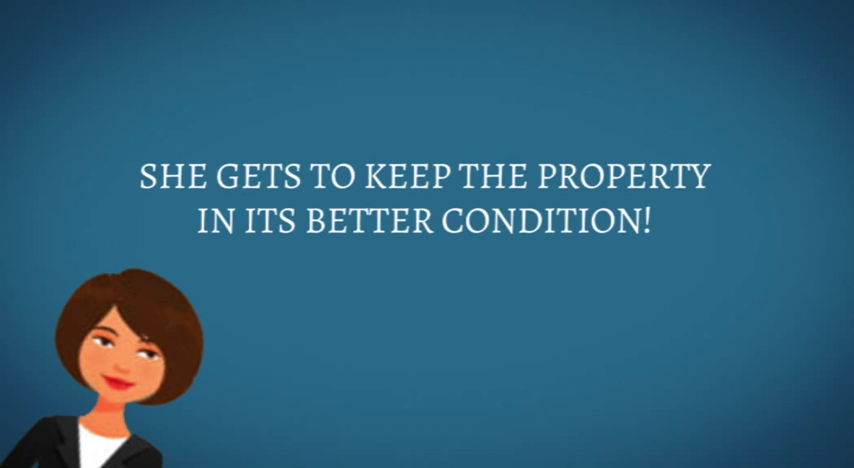 SHE GETS TO KEEP THE PROPERTY
IN ITS BETTER CONDITION!